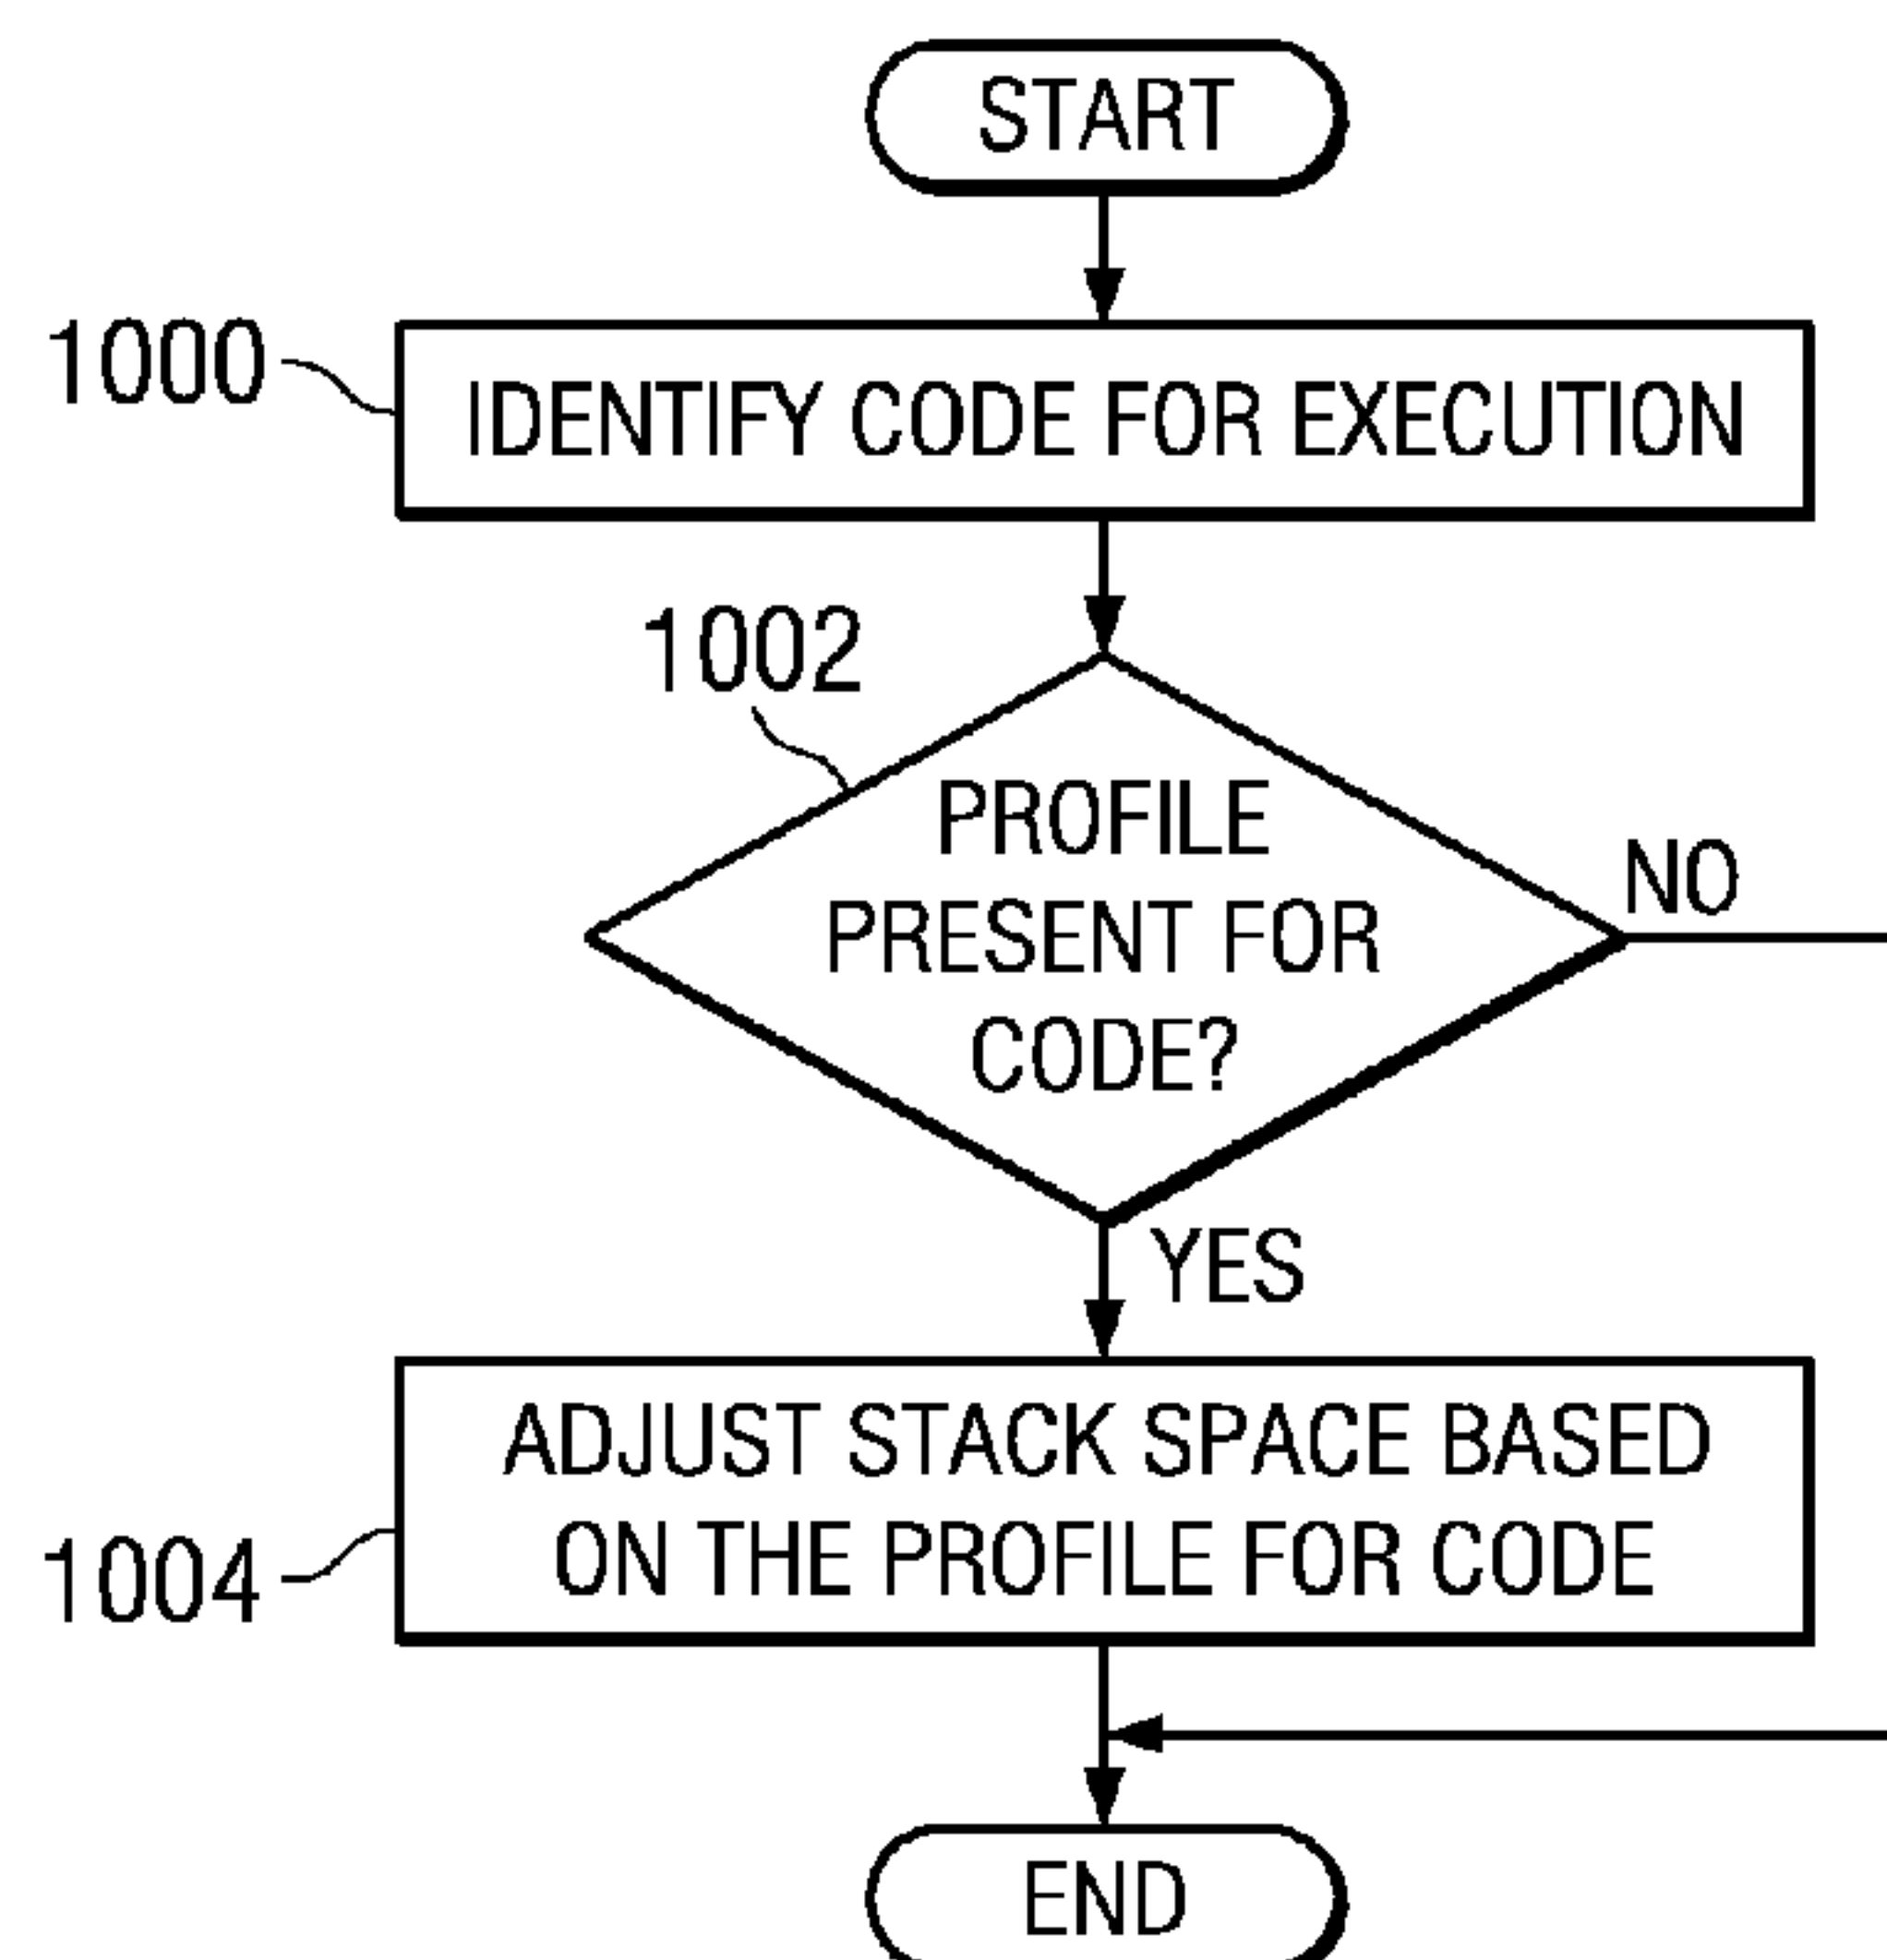 START
1000
IDENTIFY CODE FOR EXECUTION
1002
PROFILE
PRESENT FOR
CODE?
NO
YES
ADJUST STACK SPACE BASED
ON THE PROFILE FOR CODE
1004
END